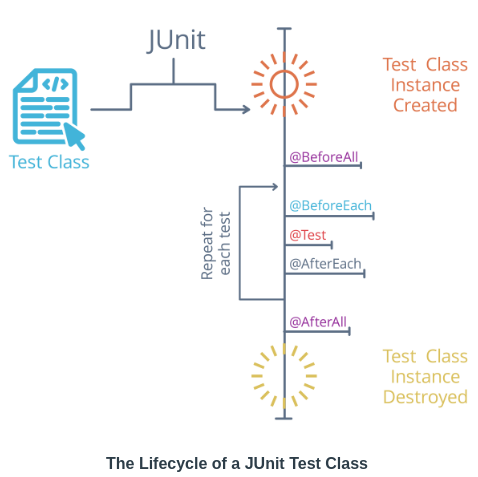 JUnit
</>
Test Class
Test Class
Instance
Created
@BeforeAll
@BeforeEach
@Test
@AfterEach
Repeat for
each test
@AfterAll
Test Class
Instance
Destroyed
The Lifecycle of a JUnit Test Class